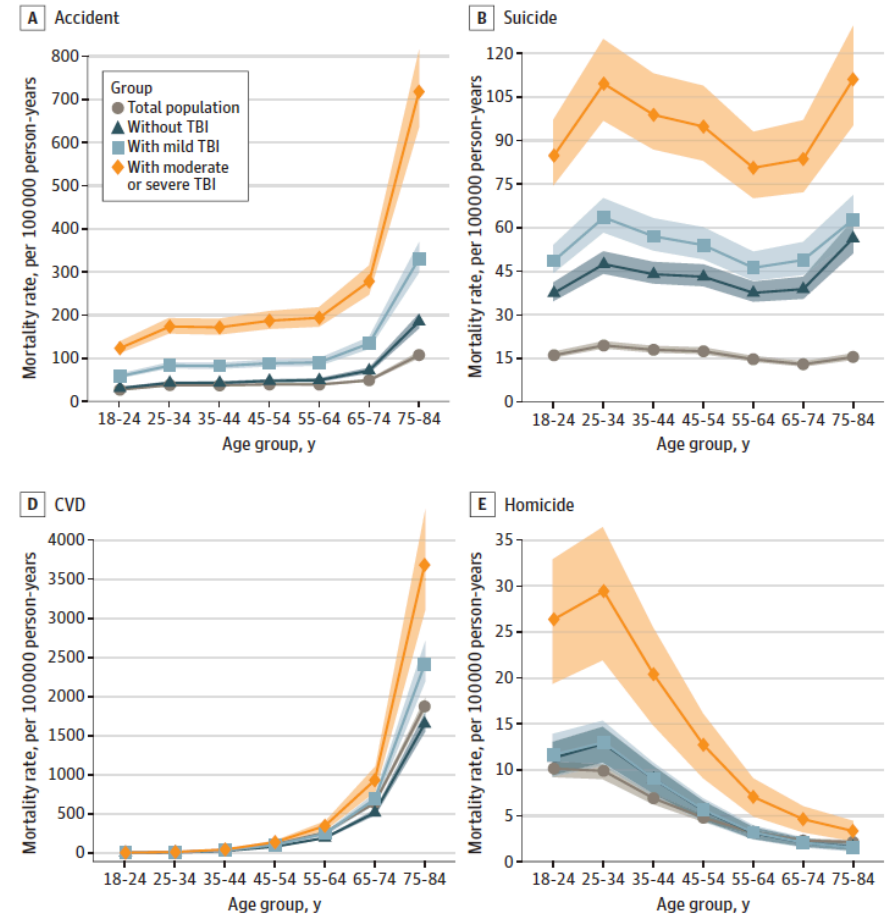 A Accident
Mortality rate, per 100 000 person-years
800
700
600
500
400
300
200
100
0
Group
Total population
Without TBI
With mild TBI
With moderate
or severe TBI
18-24 25-34 35-44 45-54 55-64 65-74 75-84
Age group, y
B Suicide
Mortality rate, per 100 000 person-years
120
105
90
75
60
45
30
15
0
18-24 25-34 35-44 45-54 55-64 65-74 75-84
Age group, y
D CVD
Mortality rate, per 100 000 person-years
4000
3500
3000
2500
2000
1500
1000
500
0
18-24 25-34 35-44 45-54 55-64 65-74 75-84
Age group, y
E Homicide
Mortality rate, per 100 000 person-years
35
30
25
20
15
10
5
0
18-24 25-34 35-44 45-54 55-64 65-74 75-84
Age group, y